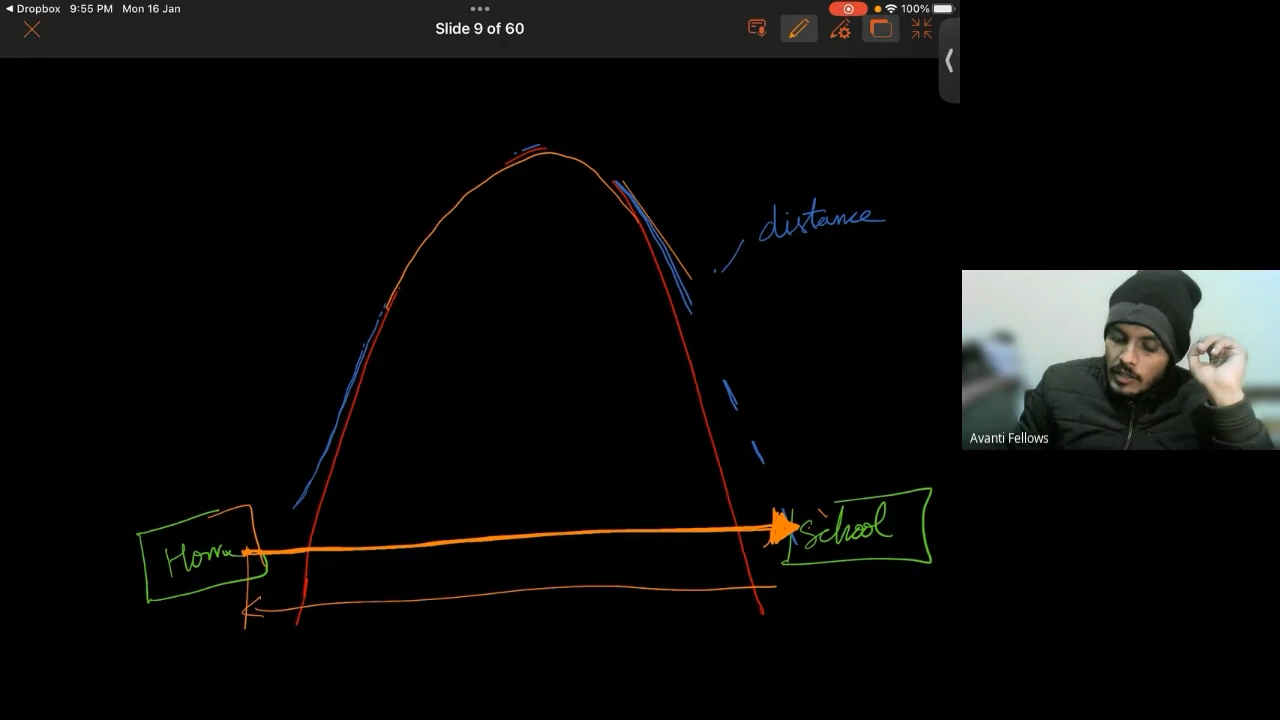 Dropbox 9:55 PM Mon 16 Jan 100%
Slide 9 of 60
distance
Avanti Fellows
Home
School